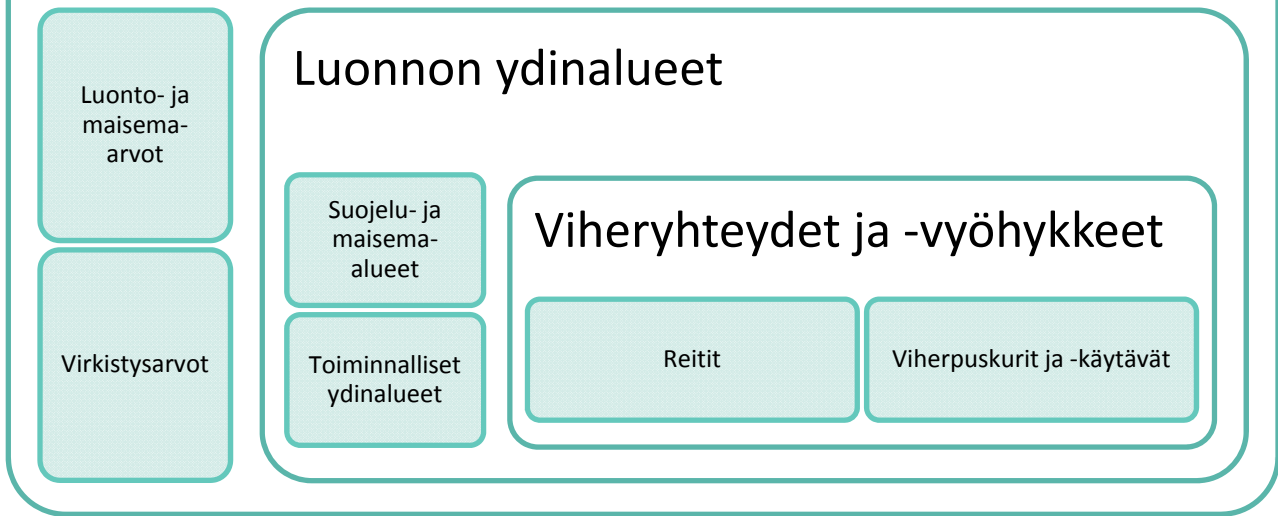 Luonto- ja
maisema-
arvot
Virkistysarvot
Luonnon ydinalueet
Suojelu- ja
maisema-
alueet
Toiminnalliset
ydinalueet
Viheryhteydet ja -vyöhykkeet
Reitit
Viherpuskurit ja -käytävät